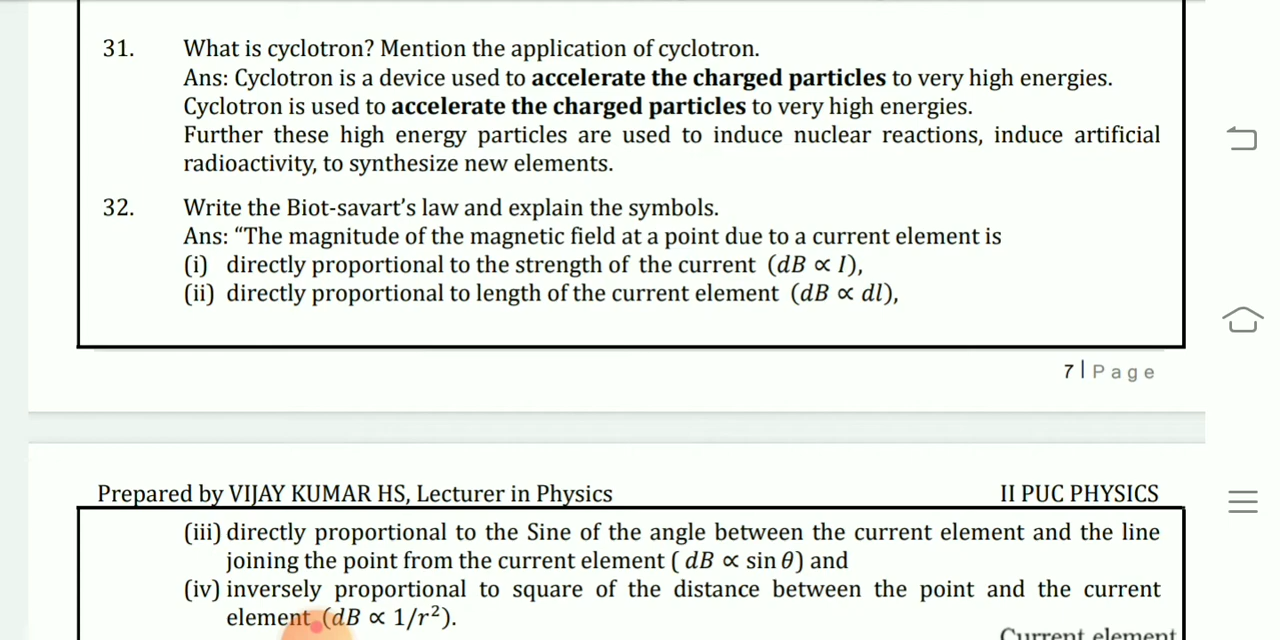 31. What is cyclotron? Mention the application of cyclotron.
Ans: Cyclotron is a device used to accelerate the charged particles to very high energies.
Cyclotron is used to accelerate the charged particles to very high energies.
Further these high energy particles are used to induce nuclear reactions, induce artificial
radioactivity, to synthesize new elements.
32. Write the Biot-savart’s law and explain the symbols.
Ans: “The magnitude of the magnetic field at a point due to a current element is
(i) directly proportional to the strength of the current (dB ∝ I),
(ii) directly proportional to length of the current element (dB ∝ dl),
7 | P a g e
Prepared by VIJAY KUMAR HS, Lecturer in Physics II PUC PHYSICS
(iii) directly proportional to the Sine of the angle between the current element and the line
joining the point from the current element ( dB ∝ sin θ) and
(iv) inversely proportional to square of the distance between the point and the current
element (dB ∝ 1/r²).
Current element